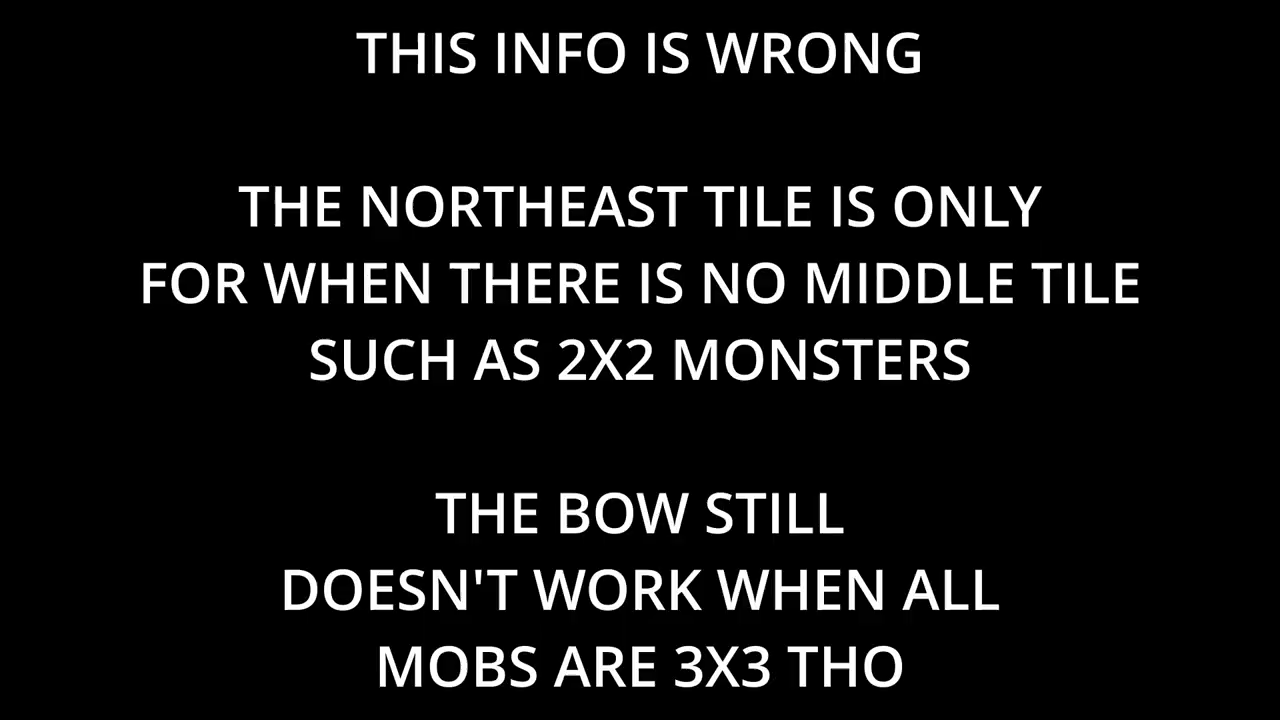 THIS INFO IS WRONG
THE NORTHEAST TILE IS ONLY
FOR WHEN THERE IS NO MIDDLE TILE
SUCH AS 2X2 MONSTERS
THE BOW STILL
DOESN'T WORK WHEN ALL
MOBS ARE 3X3 THO